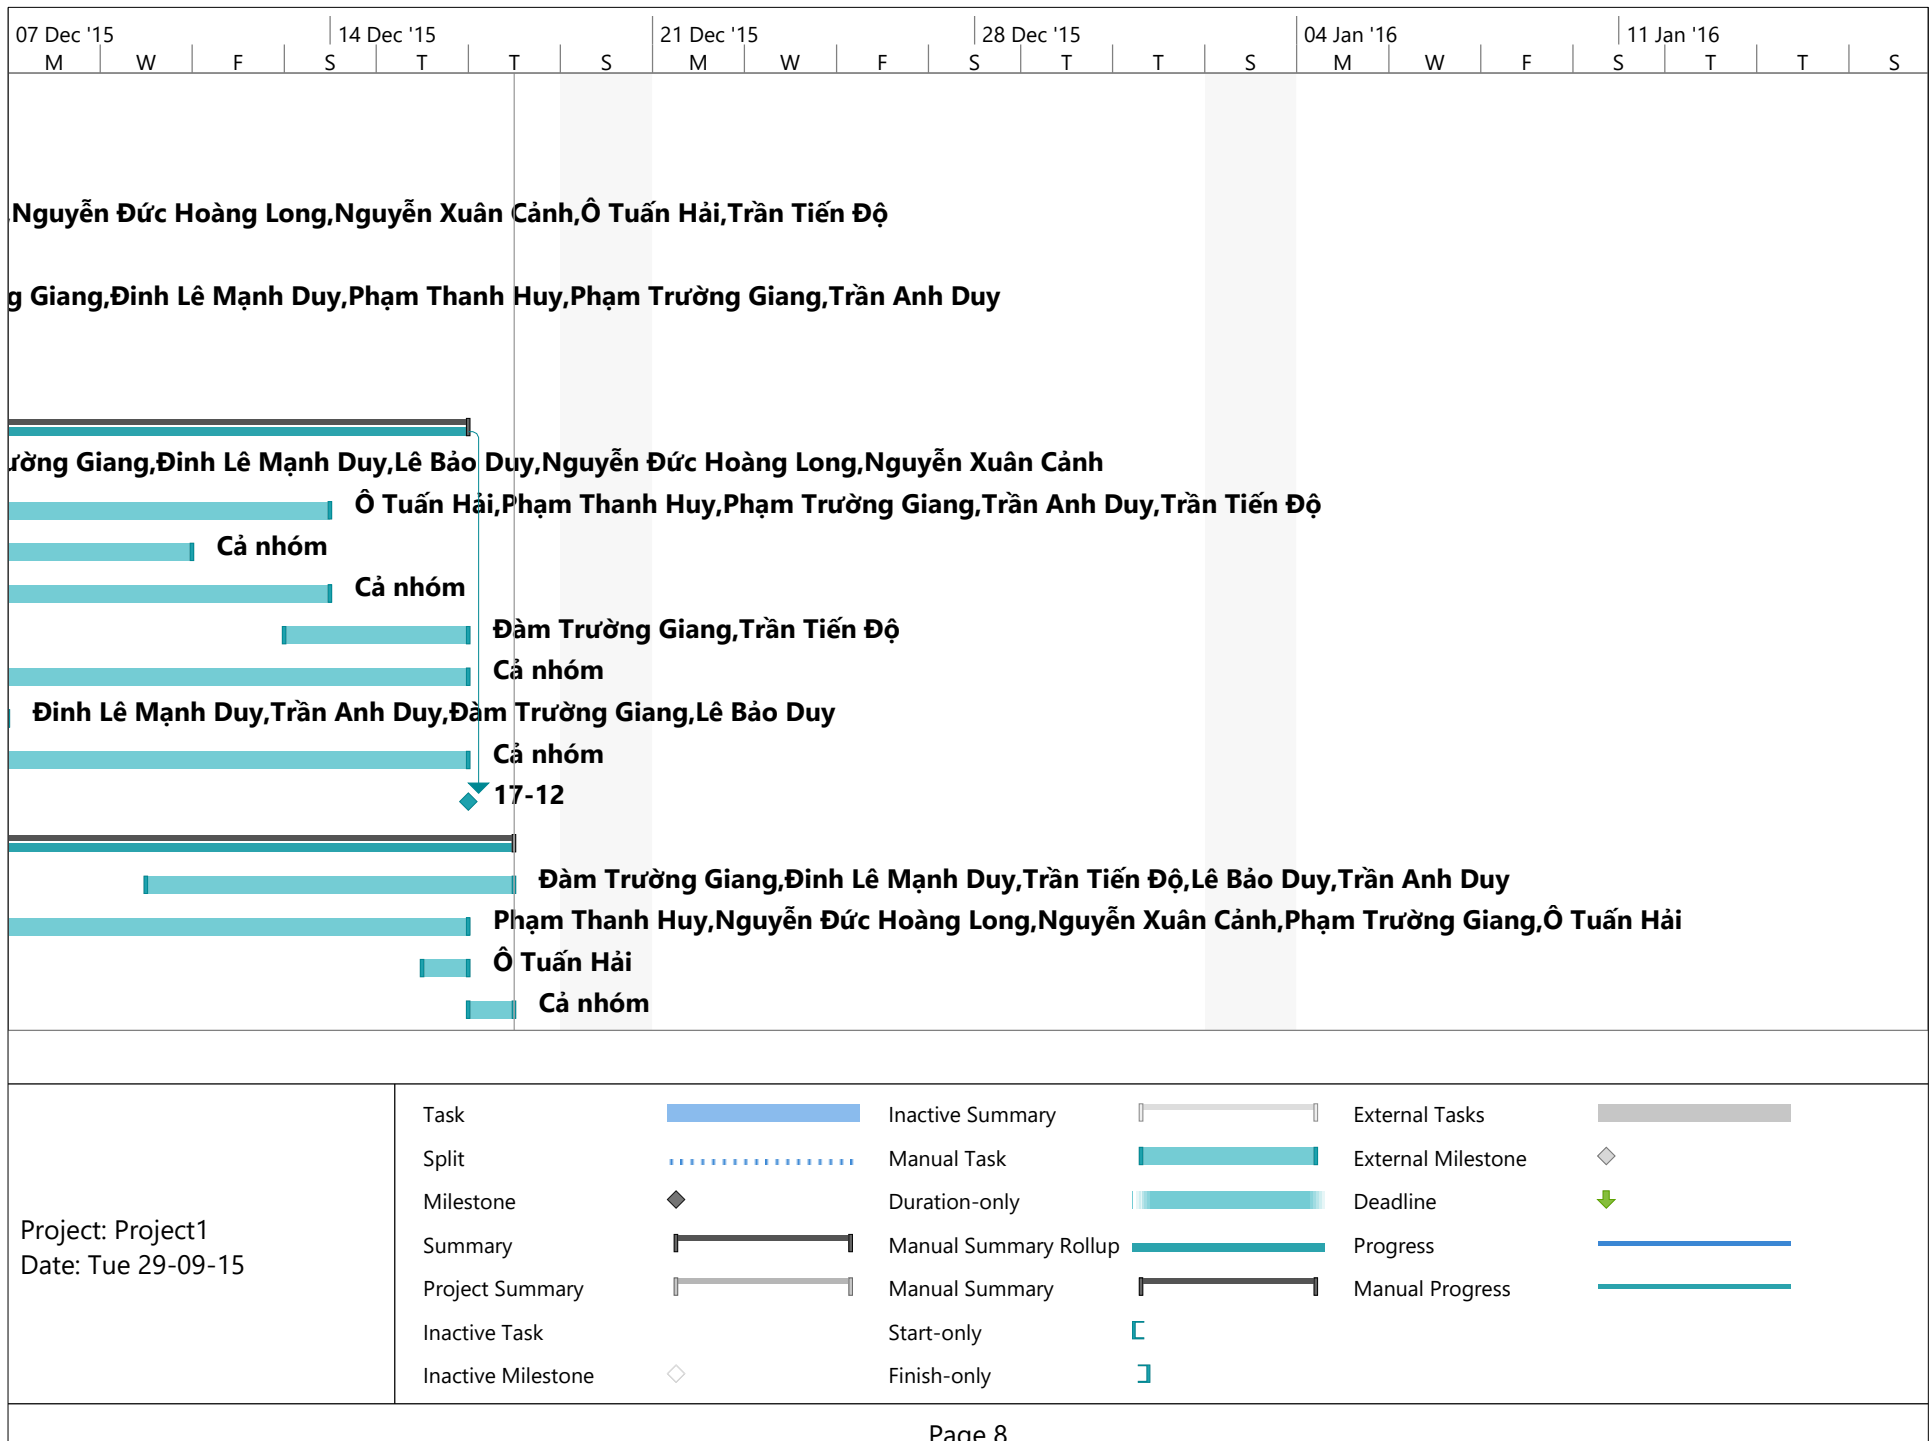 07 Dec '15 14 Dec '15 21 Dec '15 28 Dec '15 04 Jan '16 11 Jan '16
M W F S T T S M W F S T T S M W F S T T S
Nguyễn Đức Hoàng Long,Nguyễn Xuân Cảnh,Ô Tuấn Hải,Trần Tiến Độ
g Giang,Đinh Lê Mạnh Duy,Phạm Thanh Huy,Phạm Trường Giang,Trần Anh Duy
ường Giang,Đinh Lê Mạnh Duy,Lê Bảo Duy,Nguyễn Đức Hoàng Long,Nguyễn Xuân Cảnh
Ô Tuấn Hải,Phạm Thanh Huy,Phạm Trường Giang,Trần Anh Duy,Trần Tiến Độ
Cả nhóm
Cả nhóm
Đàm Trường Giang,Trần Tiến Độ
Cả nhóm
Đinh Lê Mạnh Duy,Trần Anh Duy,Đàm Trường Giang,Lê Bảo Duy
Cả nhóm
17-12
Đàm Trường Giang,Đinh Lê Mạnh Duy,Trần Tiến Độ,Lê Bảo Duy,Trần Anh Duy
Phạm Thanh Huy,Nguyễn Đức Hoàng Long,Nguyễn Xuân Cảnh,Phạm Trường Giang,Ô Tuấn Hải
Ô Tuấn Hải
Cả nhóm
Project: Project1
Date: Tue 29-09-15
Task
Split
Milestone
Summary
Project Summary
Inactive Task
Inactive Milestone
Inactive Summary
Manual Task
Duration-only
Manual Summary Rollup
Manual Summary
Start-only
Finish-only
External Tasks
External Milestone
Deadline
Progress
Manual Progress
Page 8